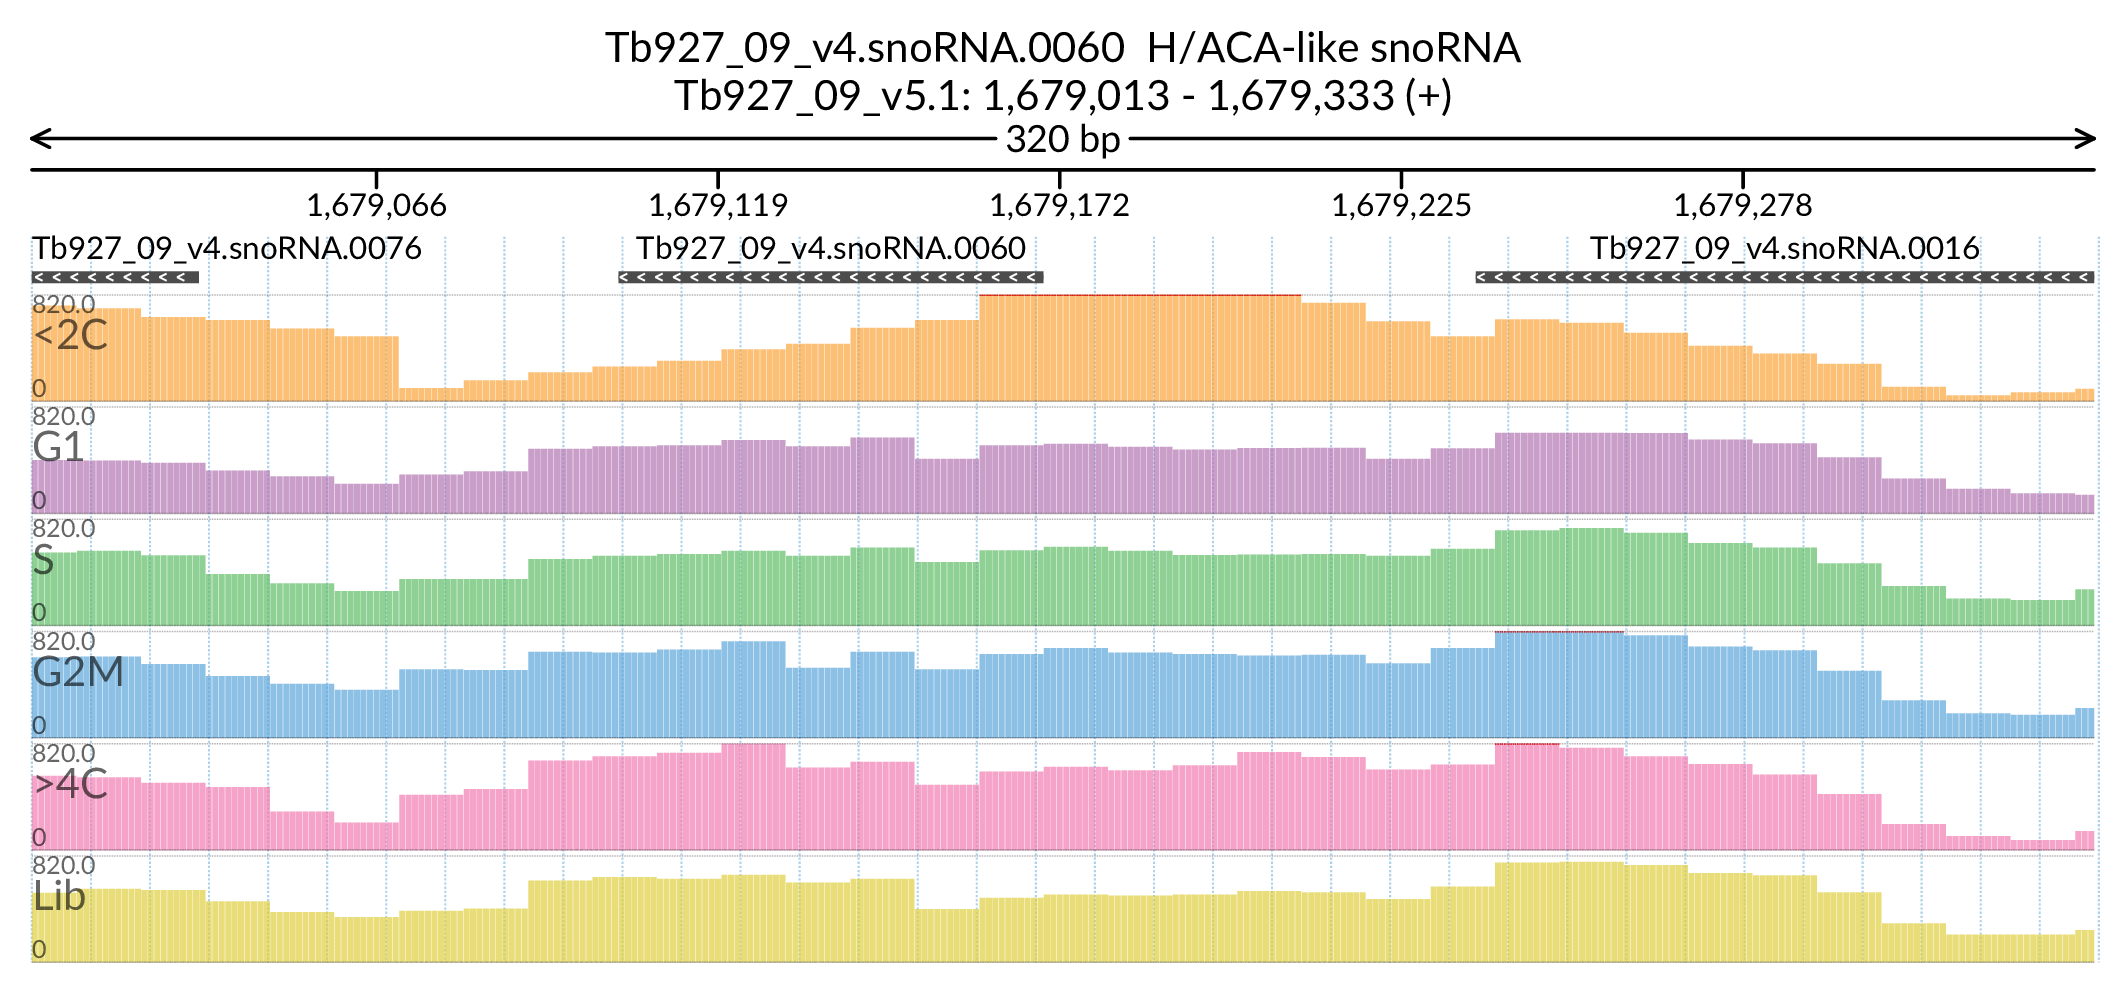 Tb927_09_v4.snoRNA.0060 H/ACA-like snoRNA
Tb927_09_v5.1: 1,679,013 - 1,679,333 (+)
320 bp
1,679,066 1,679,119 1,679,172 1,679,225 1,679,278
Tb927_09_v4.snoRNA.0076 Tb927_09_v4.snoRNA.0060 Tb927_09_v4.snoRNA.0016
820.0
<2C
0
820.0
G1
0
820.0
S
0
820.0
G2M
0
820.0
>4C
0
820.0
Lib
0